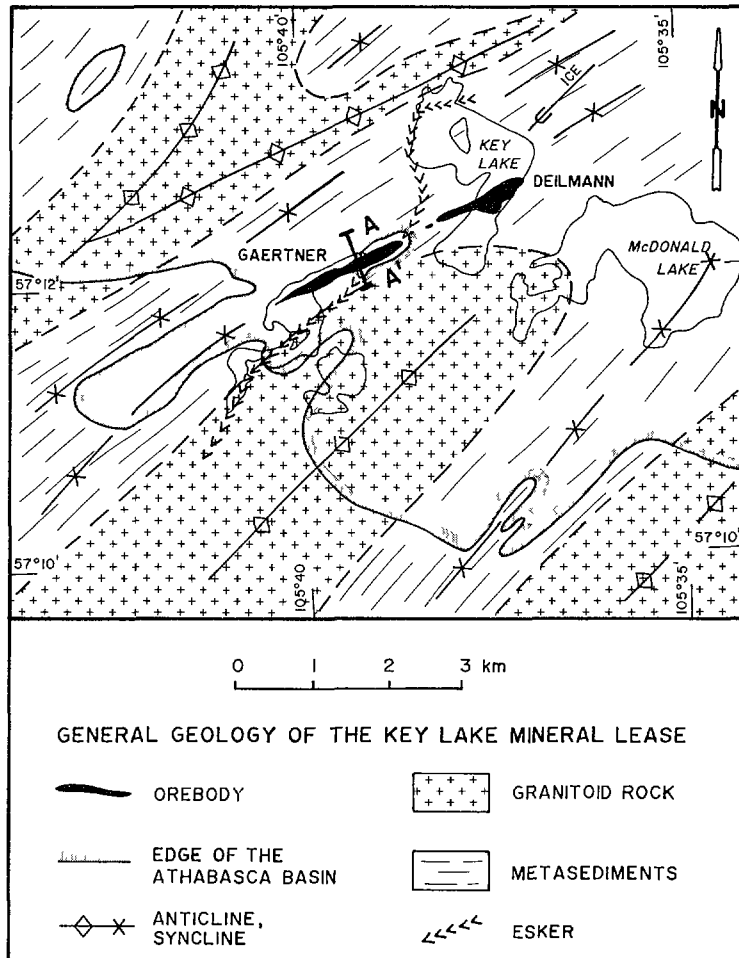 105°40'
105°35'
ICE
N
KEY
LAKE
DEILMANN
A
GAERTNER
McDONALD
LAKE
A'
57°12'
57°10'
57°10'
105°40
105°35'
0 1 2 3 km
GENERAL GEOLOGY OF THE KEY LAKE MINERAL LEASE
OREBODY
GRANITOID ROCK
EDGE OF THE
ATHABASCA BASIN
METASEDIMENTS
ANTICLINE,
SYNCLINE
ESKER